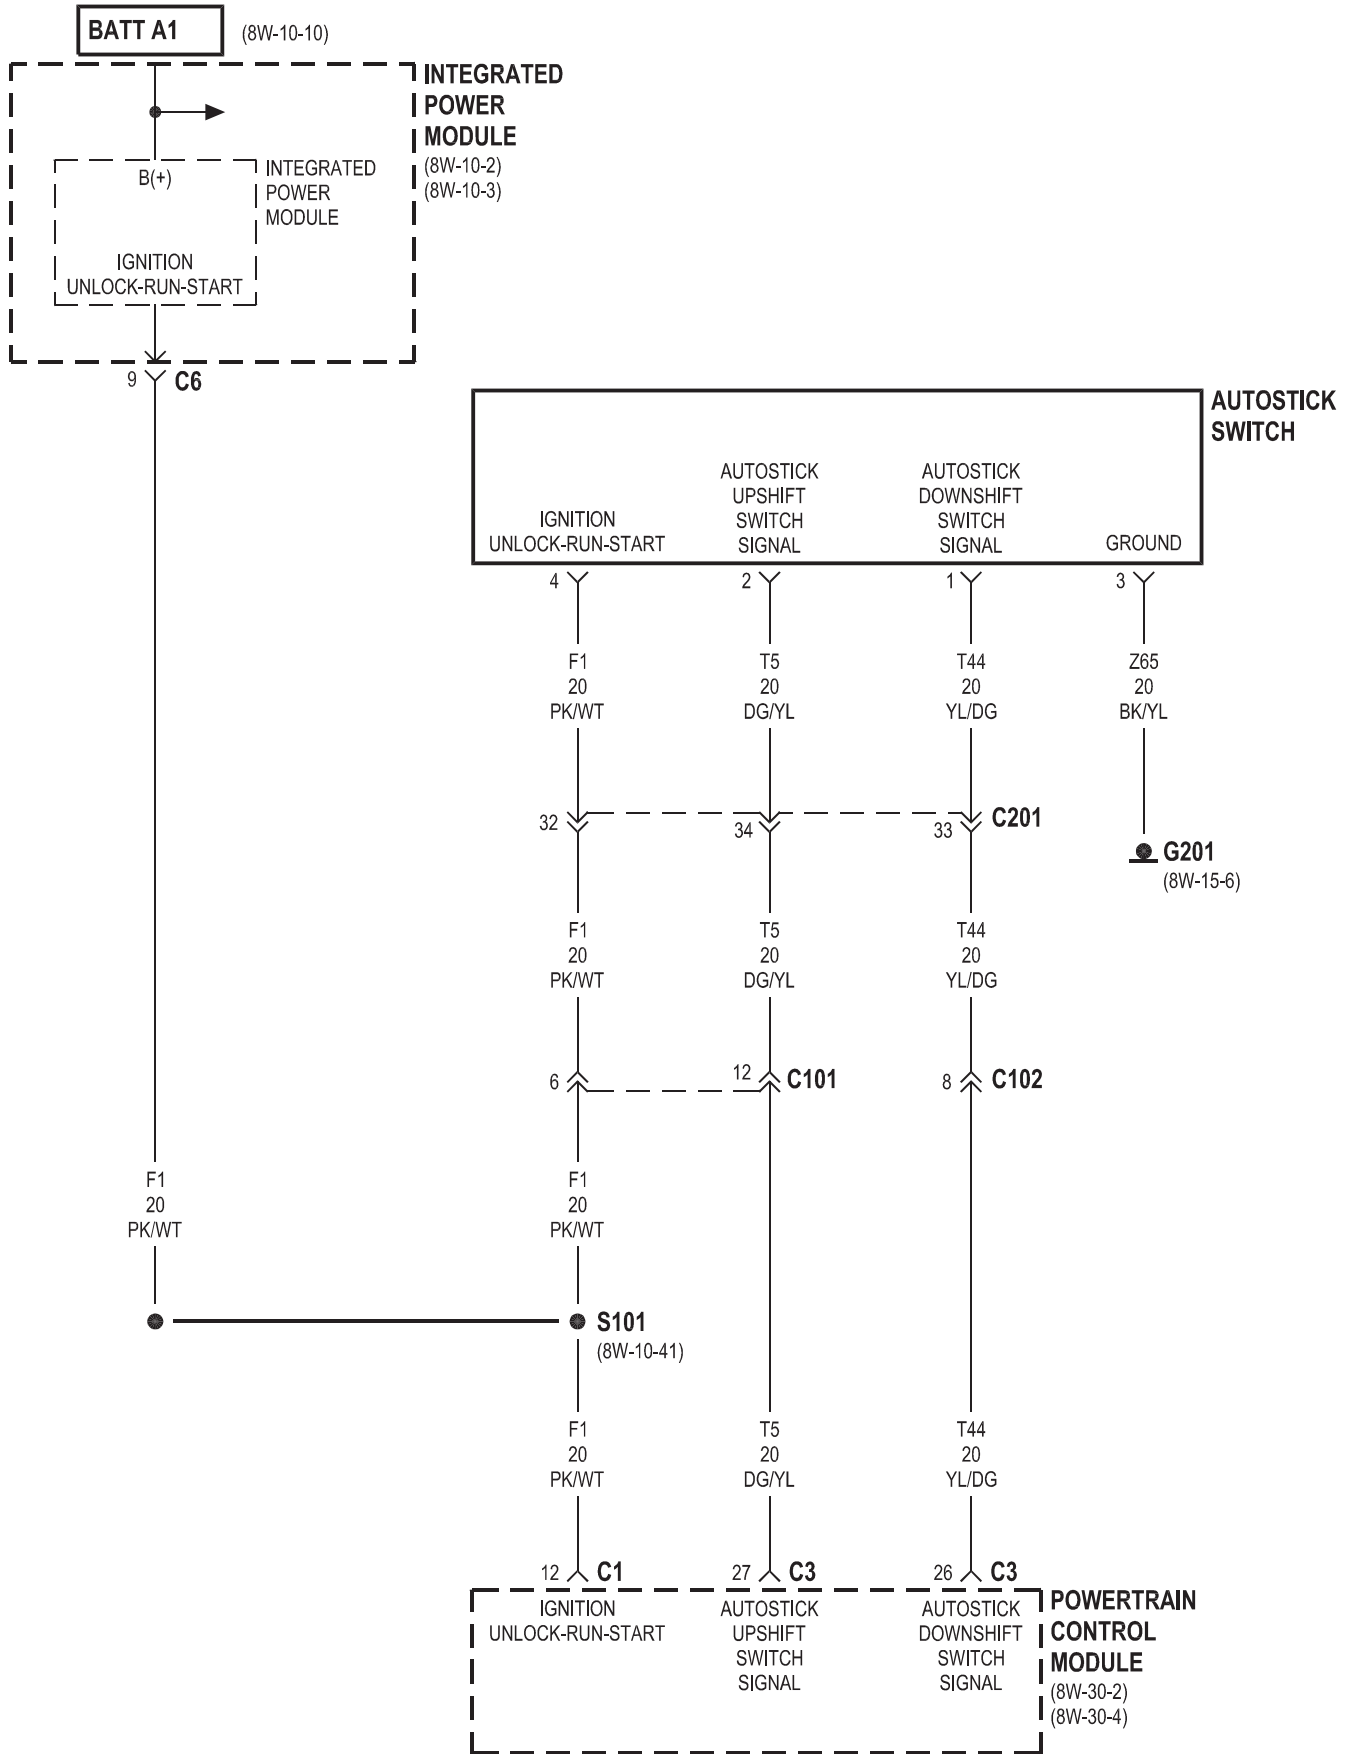 BATT A1 (8W-10-10)
INTEGRATED
POWER
MODULE
(8W-10-2)
(8W-10-3)
B(+)
INTEGRATED
POWER
MODULE
IGNITION
UNLOCK-RUN-START
9 C6
AUTOSTICK
SWITCH
IGNITION
UNLOCK-RUN-START
AUTOSTICK
UPSHIFT
SWITCH
SIGNAL
AUTOSTICK
DOWNSHIFT
SWITCH
SIGNAL
GROUND
4 2 1 3
F1 T5 T44 Z65
20 20 20 20
PK/WT DG/YL YL/DG BK/YL
32 34 33 C201
G201
(8W-15-6)
F1 T5 T44
20 20 20
PK/WT DG/YL YL/DG
6 12 C101 8 C102
F1 F1
20 20
PK/WT PK/WT
S101
(8W-10-41)
F1 T5 T44
20 20 20
PK/WT DG/YL YL/DG
12 C1 27 C3 26 C3
IGNITION
UNLOCK-RUN-START
AUTOSTICK
UPSHIFT
SWITCH
SIGNAL
AUTOSTICK
DOWNSHIFT
SWITCH
SIGNAL
POWERTRAIN
CONTROL
MODULE
(8W-30-2)
(8W-30-4)